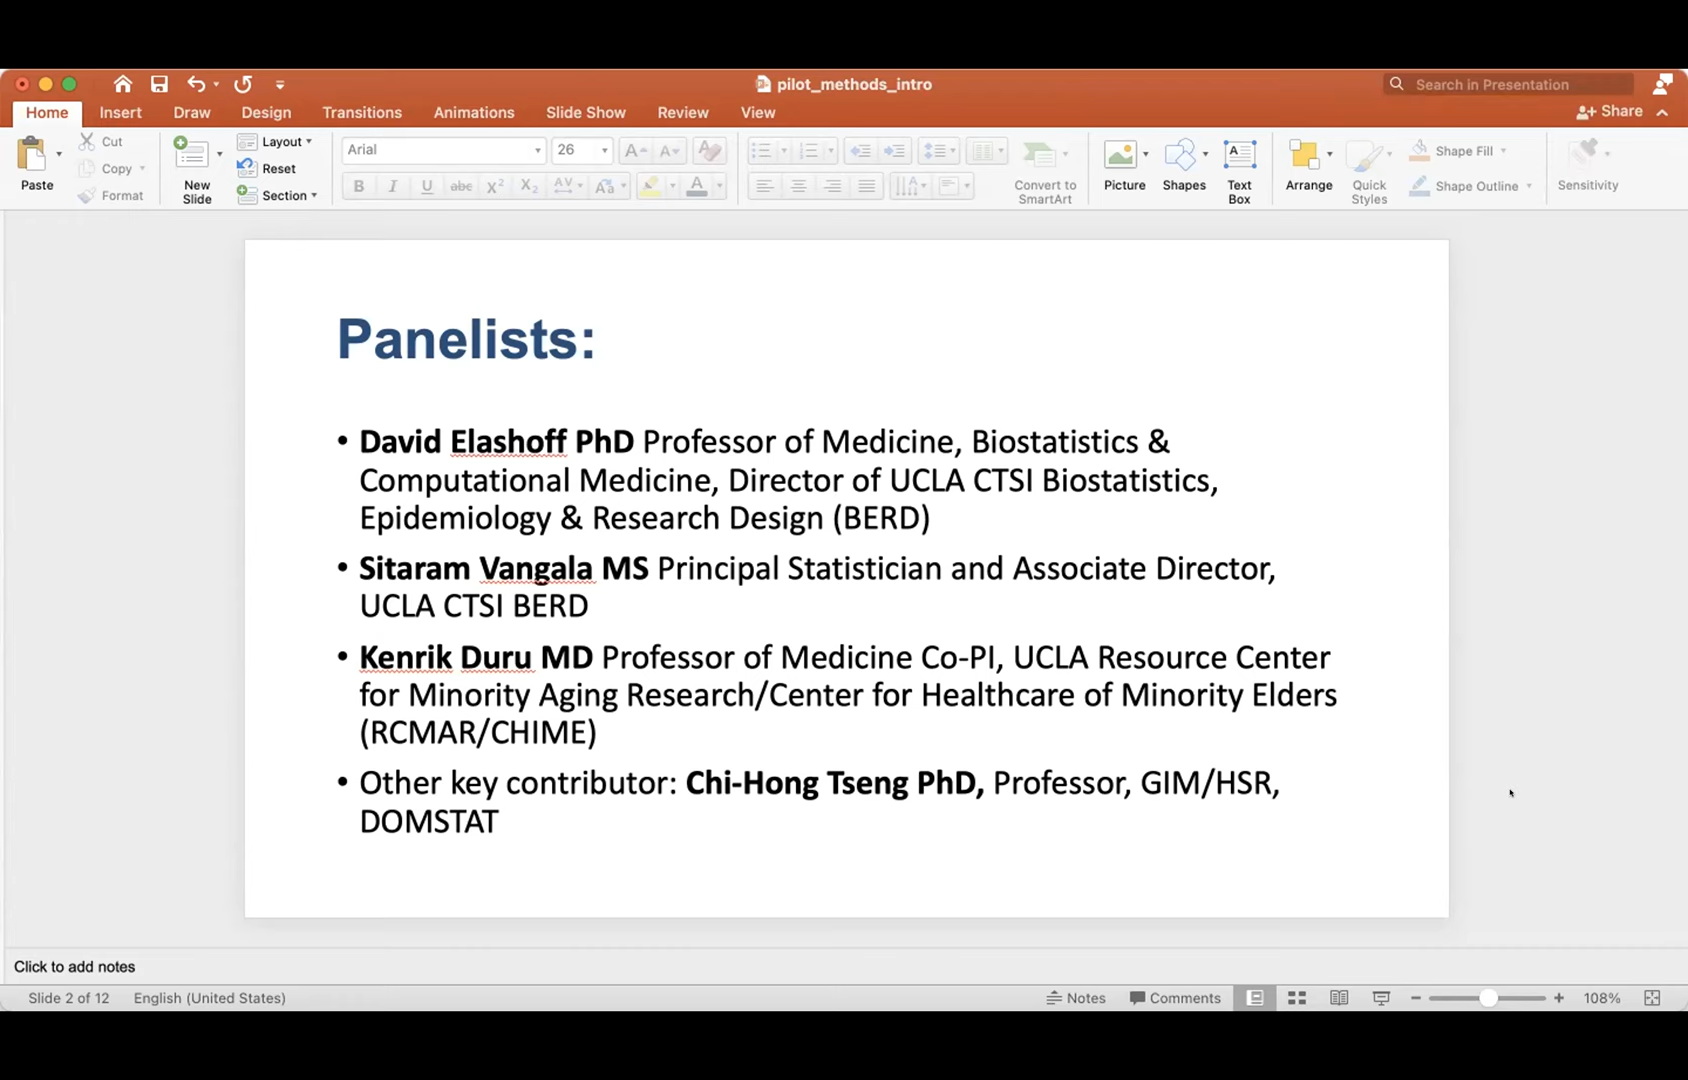 pilot_methods_intro
Search in Presentation
Home Insert Draw Design Transitions Animations Slide Show Review View
Share
Paste
Cut
Copy
Format
New
Slide
Layout
Reset
Section
Arial 26
B I U abc X² X₂ AV Aa A
Convert to
SmartArt
Picture
Shapes
Text
Box
Arrange
Quick
Styles
Shape Fill
Shape Outline
Sensitivity
Panelists:
• David Elashoff PhD Professor of Medicine, Biostatistics &
Computational Medicine, Director of UCLA CTSI Biostatistics,
Epidemiology & Research Design (BERD)
• Sitaram Vangala MS Principal Statistician and Associate Director,
UCLA CTSI BERD
• Kenrik Duru MD Professor of Medicine Co-PI, UCLA Resource Center
for Minority Aging Research/Center for Healthcare of Minority Elders
(RCMAR/CHIME)
• Other key contributor: Chi-Hong Tseng PhD, Professor, GIM/HSR,
DOMSTAT
Click to add notes
Slide 2 of 12 English (United States) Notes Comments 108%